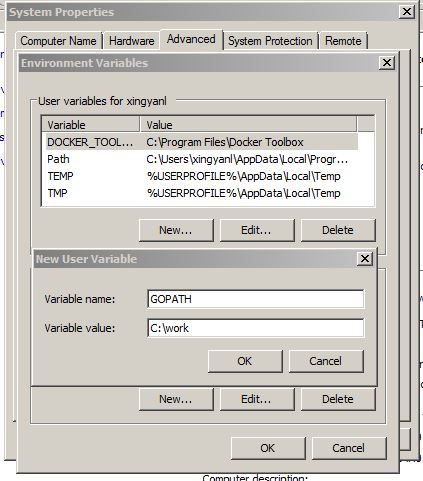 System Properties
Computer Name Hardware Advanced System Protection Remote
Environment Variables
User variables for xingyanl
Variable Value
DOCKER_TOOL... C:\Program Files\Docker Toolbox
Path C:\Users\xingyanl\AppData\Local\Progr...
TEMP %USERPROFILE%\AppData\Local\Temp
TMP %USERPROFILE%\AppData\Local\Temp
New... Edit... Delete
New User Variable
Variable name: GOPATH
Variable value: C:\work
OK Cancel
New... Edit... Delete
OK Cancel
Computer description: